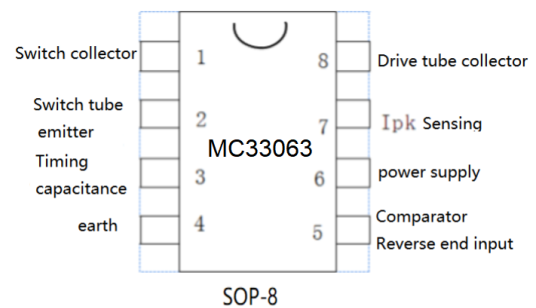 Switch collector
1
8
Drive tube collector
Switch tube
emitter
2
7
Ipk Sensing
MC33063
Timing
capacitance
3
6
power supply
earth
4
5
Comparator
Reverse end input
SOP-8